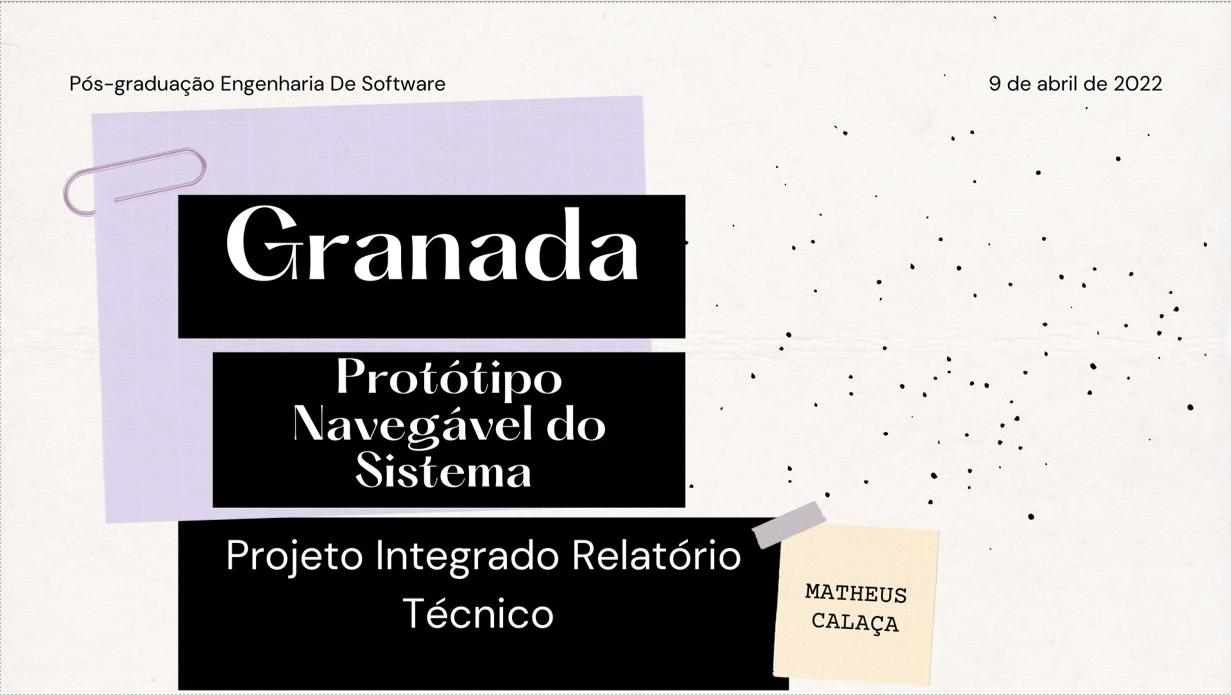 Pós-graduação Engenharia De Software
9 de abril de 2022
Granada
Protótipo
Navegável do
Sistema
Projeto Integrado Relatório
Técnico
MATHEUS
CALAÇA